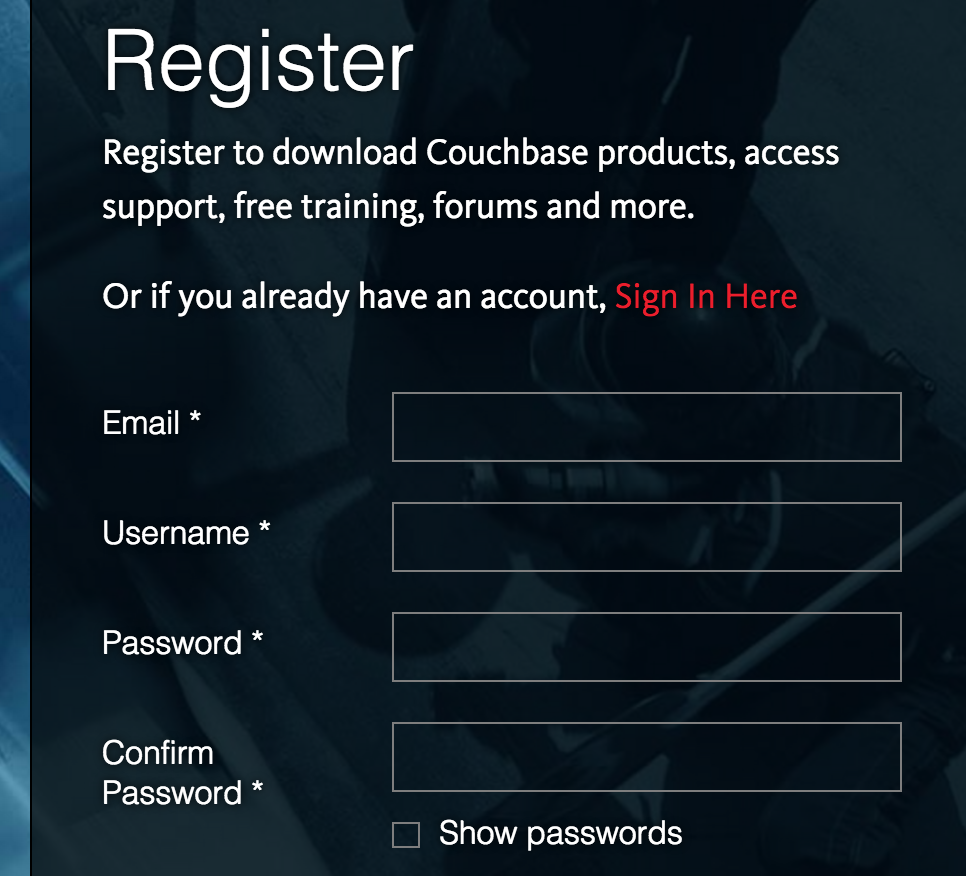 Register
Register to download Couchbase products, access
support, free training, forums and more.
Or if you already have an account, Sign In Here
Email *
Username *
Password *
Confirm
Password *
Show passwords